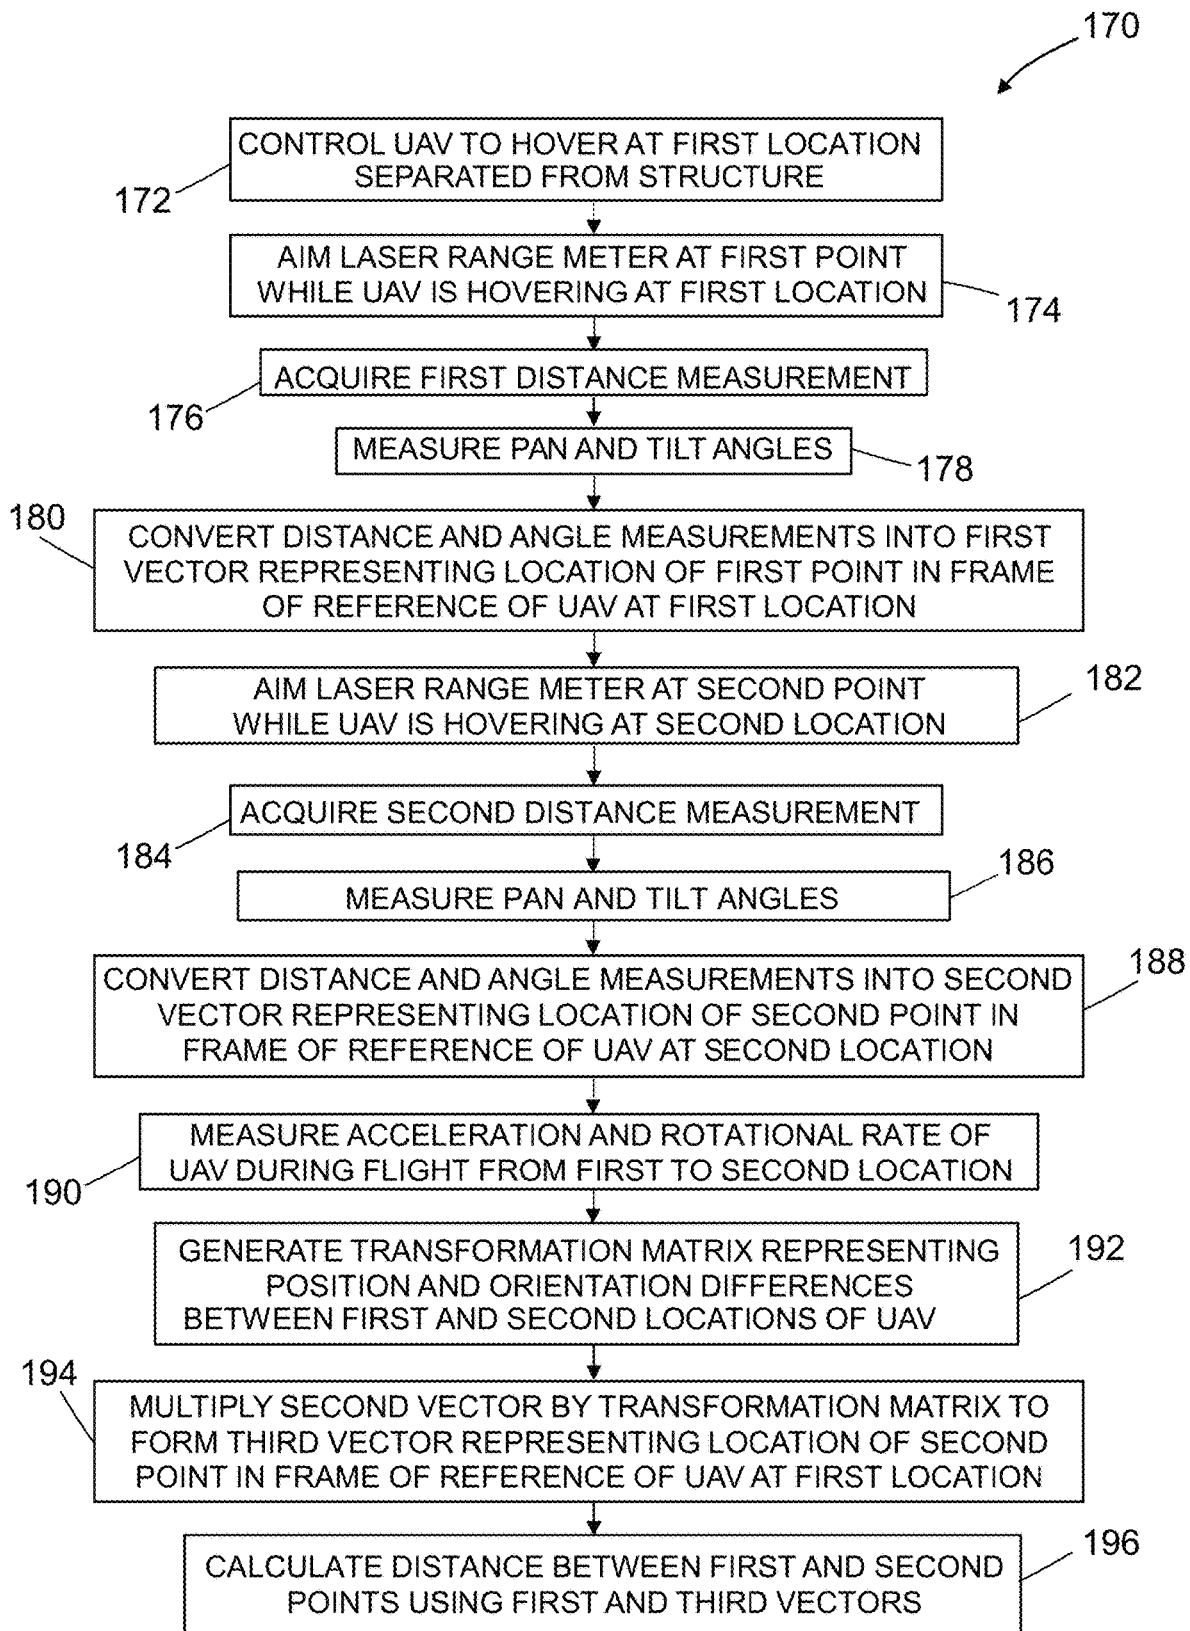 170
CONTROL UAV TO HOVER AT FIRST LOCATION
SEPARATED FROM STRUCTURE
172
AIM LASER RANGE METER AT FIRST POINT
WHILE UAV IS HOVERING AT FIRST LOCATION
174
ACQUIRE FIRST DISTANCE MEASUREMENT
176
MEASURE PAN AND TILT ANGLES
178
180
CONVERT DISTANCE AND ANGLE MEASUREMENTS INTO FIRST
VECTOR REPRESENTING LOCATION OF FIRST POINT IN FRAME
OF REFERENCE OF UAV AT FIRST LOCATION
AIM LASER RANGE METER AT SECOND POINT
WHILE UAV IS HOVERING AT SECOND LOCATION
182
ACQUIRE SECOND DISTANCE MEASUREMENT
184
MEASURE PAN AND TILT ANGLES
186
CONVERT DISTANCE AND ANGLE MEASUREMENTS INTO SECOND
VECTOR REPRESENTING LOCATION OF SECOND POINT IN
FRAME OF REFERENCE OF UAV AT SECOND LOCATION
188
MEASURE ACCELERATION AND ROTATIONAL RATE OF
UAV DURING FLIGHT FROM FIRST TO SECOND LOCATION
190
GENERATE TRANSFORMATION MATRIX REPRESENTING
POSITION AND ORIENTATION DIFFERENCES
BETWEEN FIRST AND SECOND LOCATIONS OF UAV
192
194
MULTIPLY SECOND VECTOR BY TRANSFORMATION MATRIX TO
FORM THIRD VECTOR REPRESENTING LOCATION OF SECOND
POINT IN FRAME OF REFERENCE OF UAV AT FIRST LOCATION
CALCULATE DISTANCE BETWEEN FIRST AND SECOND
POINTS USING FIRST AND THIRD VECTORS
196